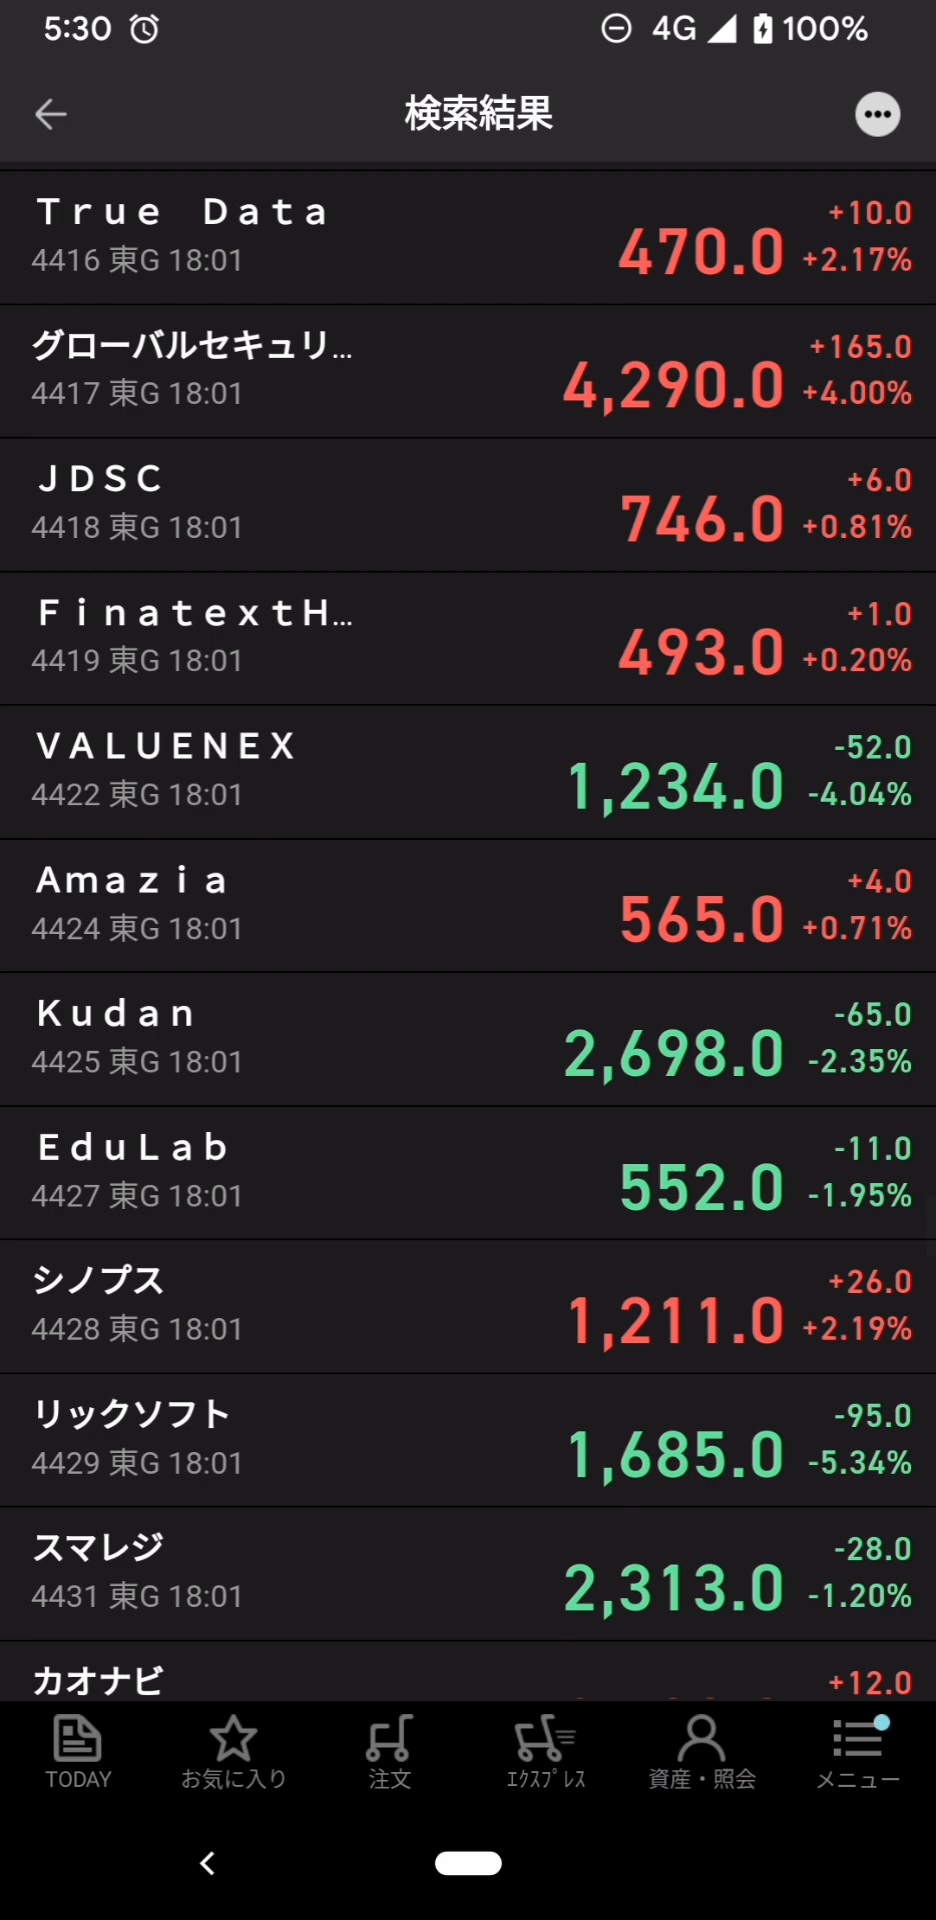 5:30 4G 100%
検索結果
Ｔｒｕｅ　Ｄａｔａ
4416 東G 18:01
470.0
+10.0
+2.17%
グローバルセキュリ...
4417 東G 18:01
4,290.0
+165.0
+4.00%
ＪＤＳＣ
4418 東G 18:01
746.0
+6.0
+0.81%
ＦｉｎａｔｅｘｔＨ...
4419 東G 18:01
493.0
+1.0
+0.20%
ＶＡＬＵＥＮＥＸ
4422 東G 18:01
1,234.0
-52.0
-4.04%
Ａｍａｚｉａ
4424 東G 18:01
565.0
+4.0
+0.71%
Ｋｕｄａｎ
4425 東G 18:01
2,698.0
-65.0
-2.35%
ＥｄｕＬａｂ
4427 東G 18:01
552.0
-11.0
-1.95%
シノプス
4428 東G 18:01
1,211.0
+26.0
+2.19%
リックソフト
4429 東G 18:01
1,685.0
-95.0
-5.34%
スマレジ
4431 東G 18:01
2,313.0
-28.0
-1.20%
カオナビ
+12.0
TODAY お気に入り 注文 ｴｸｽﾌﾟﾚｽ 資産・照会 メニュー